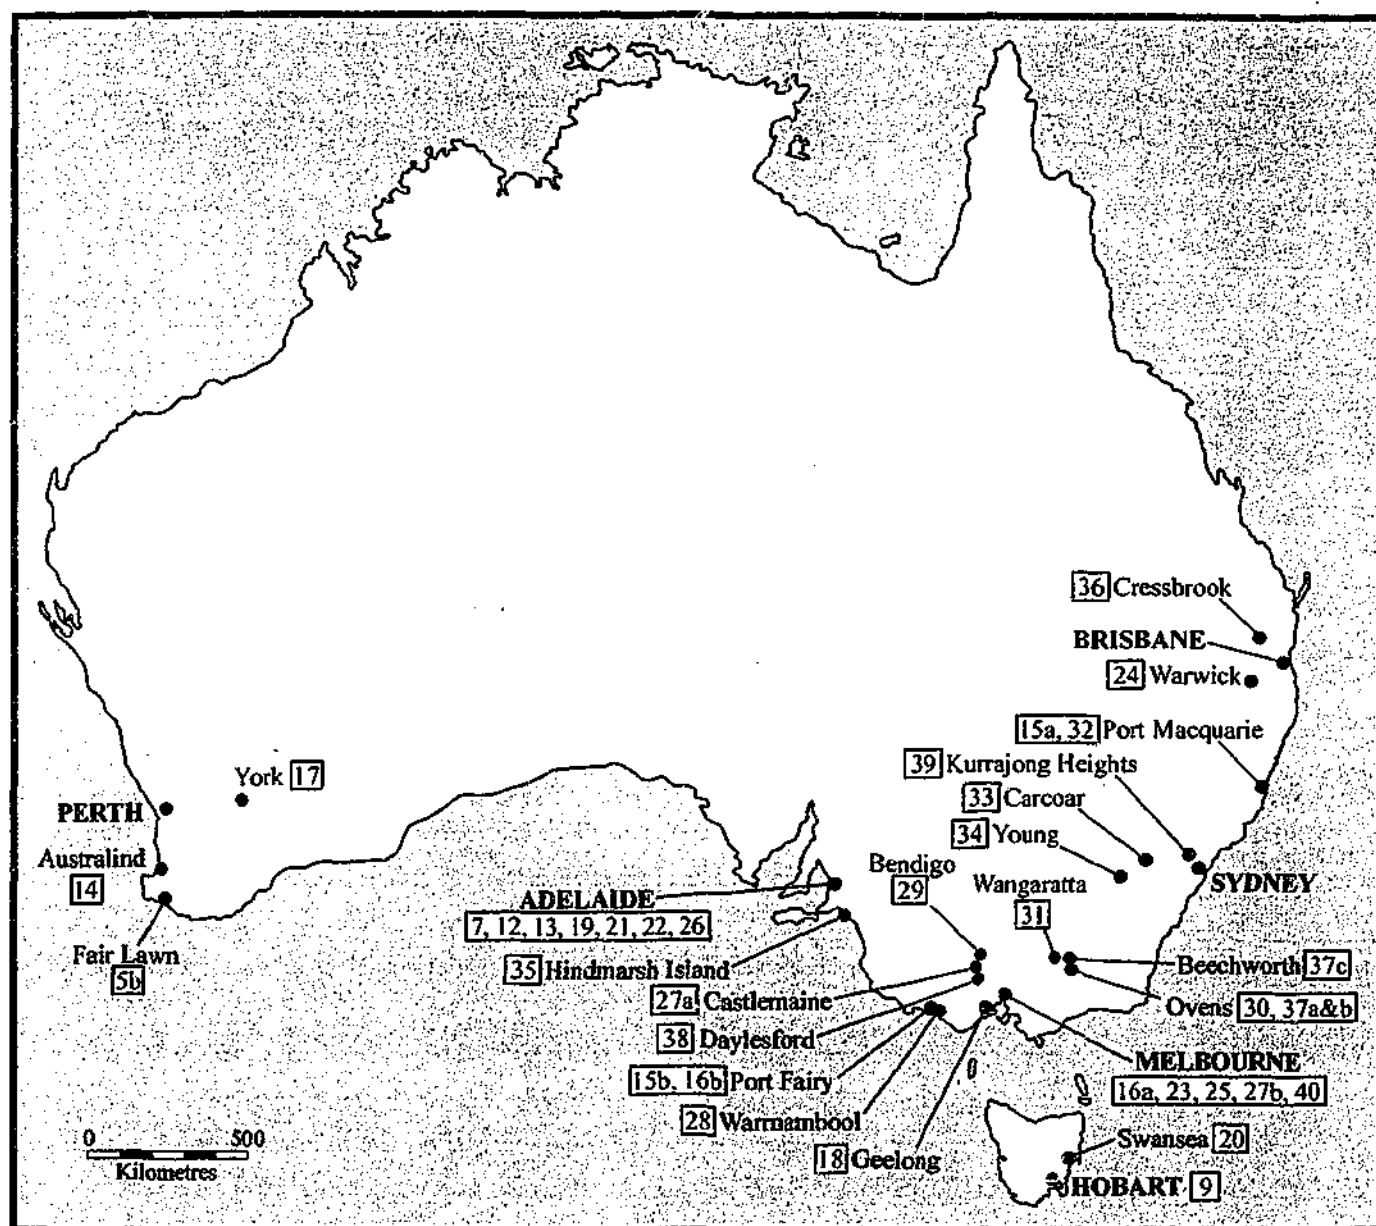 36 Cressbrook
BRISBANE
24 Warwick
15a, 32 Port Macquarie
39 Kurrajong Heights
33 Carcoar
34 Young
Bendigo
29
Wangaratta
31
SYDNEY
York 17
PERTH
Australind
14
Fair Lawn
5b
ADELAIDE
7, 12, 13, 19, 21, 22, 26
35 Hindmarsh Island
27a Castlemaine
38 Daylesford
15b, 16b Port Fairy
28 Warrnambool
18 Geelong
Beechworth 37c
Ovens 30, 37a&b
MELBOURNE
16a, 23, 25, 27b, 40
Swansea 20
HOBART 9
0 500
Kilometres